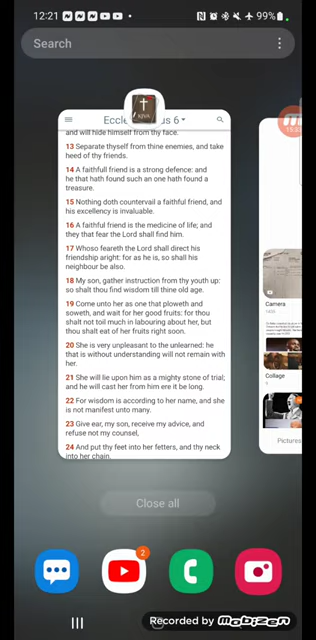 12:21
99%
Search
KJVA
Eccle
us 6
and will hide himself from thy face.
13 Separate thyself from thine enemies, and take
heed of thy friends.
14 A faithfull friend is a strong defence: and
he that hath found such an one hath found a
treasure.
15 Nothing doth countervail a faithful friend, and
his excellency is invaluable.
16 A faithful friend is the medicine of life; and
they that fear the Lord shall find him.
17 Whoso feareth the Lord shall direct his
friendship aright: for as he is, so shall his
neighbour be also.
18 My son, gather instruction from thy youth up:
so shalt thou find wisdom till thine old age.
19 Come unto her as one that ploweth and
soweth, and wait for her good fruits: for thou
shalt not toil much in labouring about her, but
thou shalt eat of her fruits right soon.
20 She is very unpleasant to the unlearned: he
that is without understanding will not remain with
her.
21 She will lie upon him as a mighty stone of trial;
and he will cast her from him ere it be long.
22 For wisdom is according to her name, and she
is not manifest unto many.
23 Give ear, my son, receive my advice, and
refuse not my counsel,
24 And put thy feet into her fetters, and thy neck
into her chain.
Camera
Collage
Pictures
Close all
2
Recorded by mobizen